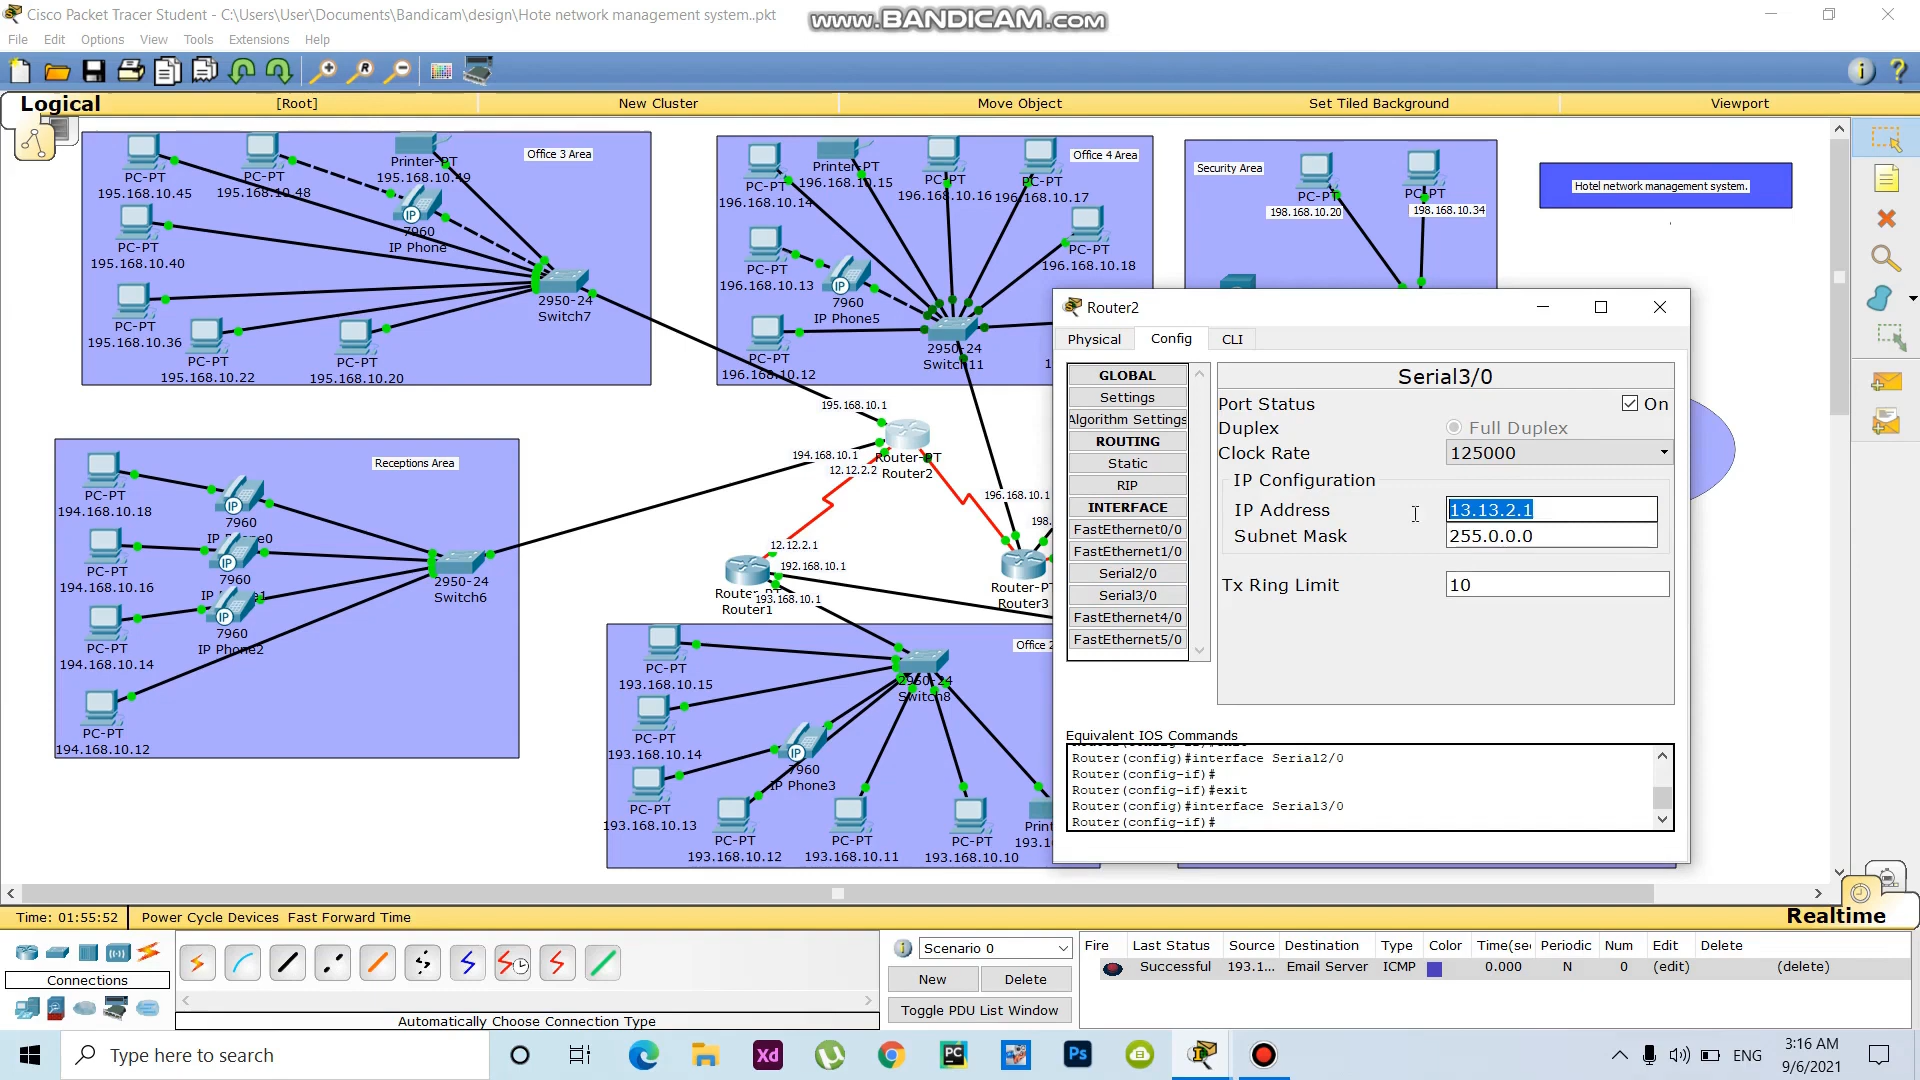 Cisco Packet Tracer Student - C:\Users\User\Documents\Bandicam\design\Hote network management system..pkt
www.BANDICAM.com
File Edit Options View Tools Extensions Help
Logical
[Root]
New Cluster
Move Object
Set Tiled Background
Viewport
Office 3 Area
PC-PT
195.168.10.45
PC-PT
195.168.10.48
Printer-PT
195.168.10.49
7960
IP Phone
PC-PT
195.168.10.40
PC-PT
195.168.10.36
PC-PT
195.168.10.22
PC-PT
195.168.10.20
2950-24
Switch7
Office 4 Area
PC-PT
196.168.10.14
Printer-PT
196.168.10.15
PC-PT
196.168.10.16
PC-PT
196.168.10.17
PC-PT
196.168.10.18
PC-PT
196.168.10.13
7960
IP Phone5
PC-PT
196.168.10.12
2950-24
Switch11
Security Area
PC-PT
198.168.10.20
PC-PT
198.168.10.34
Hotel network management system.
Receptions Area
PC-PT
194.168.10.18
7960
IP Phone0
PC-PT
194.168.10.16
7960
PC-PT
194.168.10.14
7960
IP Phone2
PC-PT
194.168.10.12
2950-24
Switch6
195.168.10.1
194.168.10.1
12.12.2.2
Router-PT
Router2
12.12.2.1
192.168.10.1
193.168.10.1
Router1
196.168.10.1
198.
Router-PT
Router3
Office 2
PC-PT
193.168.10.15
PC-PT
193.168.10.14
PC-PT
193.168.10.13
7960
IP Phone3
2950-24
Switch8
PC-PT
193.168.10.12
PC-PT
193.168.10.11
PC-PT
193.168.10.10
Router2
Physical Config CLI
GLOBAL
Settings
Algorithm Settings
ROUTING
Static
RIP
INTERFACE
FastEthernet0/0
FastEthernet1/0
Serial2/0
Serial3/0
FastEthernet4/0
FastEthernet5/0
Serial3/0
Port Status On
Duplex Full Duplex
Clock Rate 125000
IP Configuration
IP Address 13.13.2.1
Subnet Mask 255.0.0.0
Tx Ring Limit 10
Equivalent IOS Commands
Router(config)#interface Serial2/0
Router(config-if)#
Router(config-if)#exit
Router(config)#interface Serial3/0
Router(config-if)#
Time: 01:55:52 Power Cycle Devices Fast Forward Time
Realtime
Connections
Automatically Choose Connection Type
Scenario 0
New Delete
Toggle PDU List Window
Fire Last Status Source Destination Type Color Time(sec Periodic Num Edit Delete
Successful 193.1... Email Server ICMP 0.000 N 0 (edit) (delete)
Type here to search
ENG
3:16 AM
9/6/2021